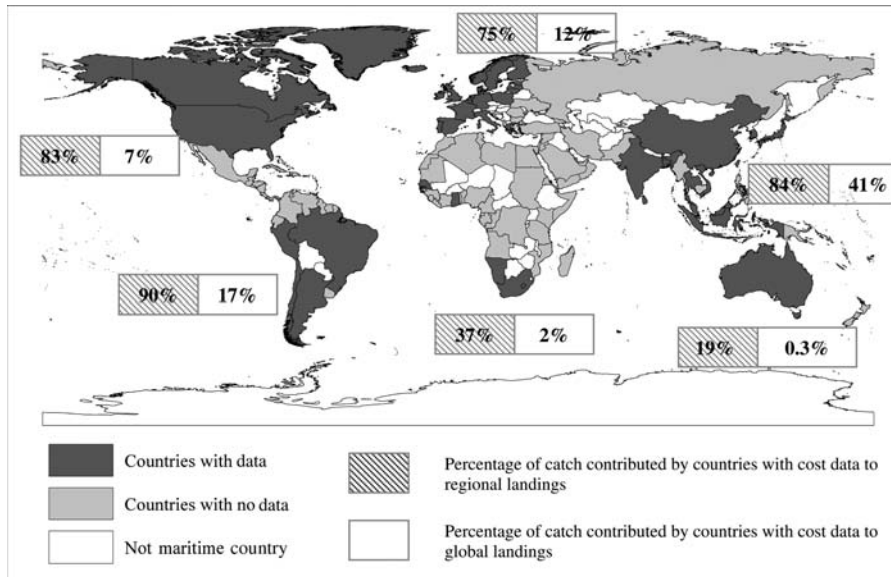 75% 12%
83% 7%
84% 41%
90% 17%
37% 2%
19% 0.3%
Countries with data
Countries with no data
Not maritime country
Percentage of catch contributed by countries with cost data to
regional landings
Percentage of catch contributed by countries with cost data to
global landings